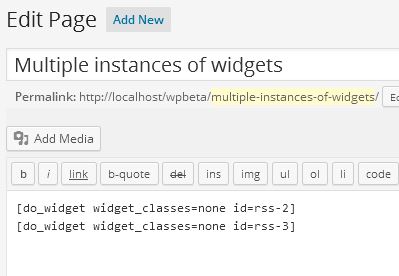 Edit Page Add New
Multiple instances of widgets
Permalink: http://localhost/wpbeta/multiple-instances-of-widgets/
Add Media
b i link b-quote del ins img ul ol li code
[do_widget widget_classes=none id=rss-2]
[do_widget widget_classes=none id=rss-3]